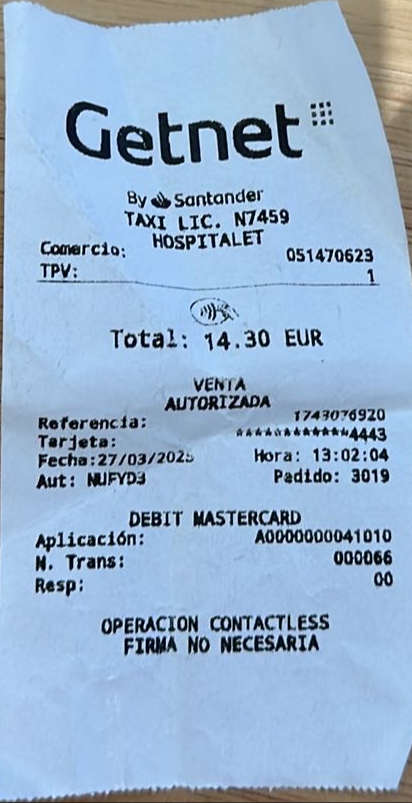 Getnet
By Santander
TAXI LIC. N7459
HOSPITALET
Comercio: 051470623
TPV: 1
Total: 14.30 EUR
VENTA
AUTORIZADA
Referencia: 1743076920
Tarjeta: ************4443
Fecha:27/03/2025 Hora: 13:02:04
Aut: NUFYD3 Pedido: 3019
DEBIT MASTERCARD
Aplicación: A0000000041010
N. Trans: 000066
Resp: 00
OPERACION CONTACTLESS
FIRMA NO NECESARIA